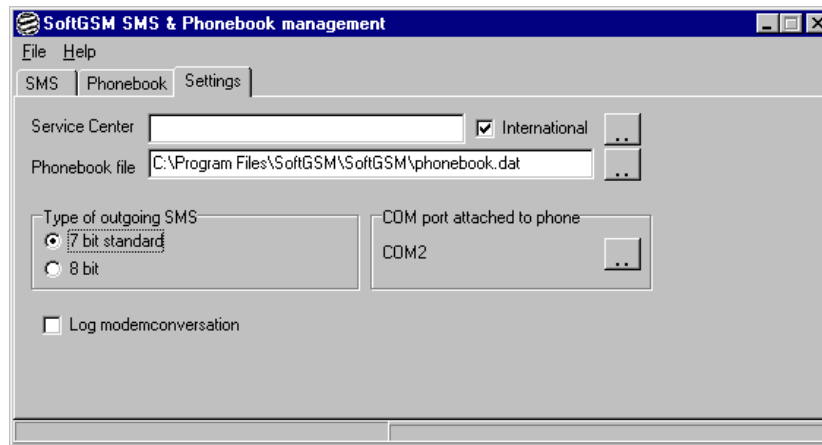 SoftGSM SMS & Phonebook management
File Help
SMS Phonebook Settings
Service Center International ..
Phonebook file C:\Program Files\SoftGSM\SoftGSM\phonebook.dat ..
Type of outgoing SMS COM port attached to phone
7 bit standard
COM2 ..
8 bit
Log modemconversation